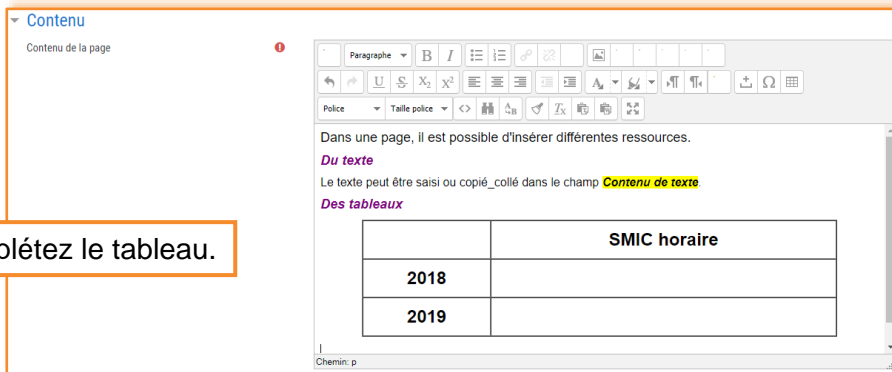 Contenu
Contenu de la page
Paragraphe
Police Taille police
Dans une page, il est possible d'insérer différentes ressources.
Du texte
Le texte peut être saisi ou copié_collé dans le champ Contenu de texte.
Des tableaux
SMIC horaire
plétez le tableau.
2018
2019
Chemin: p